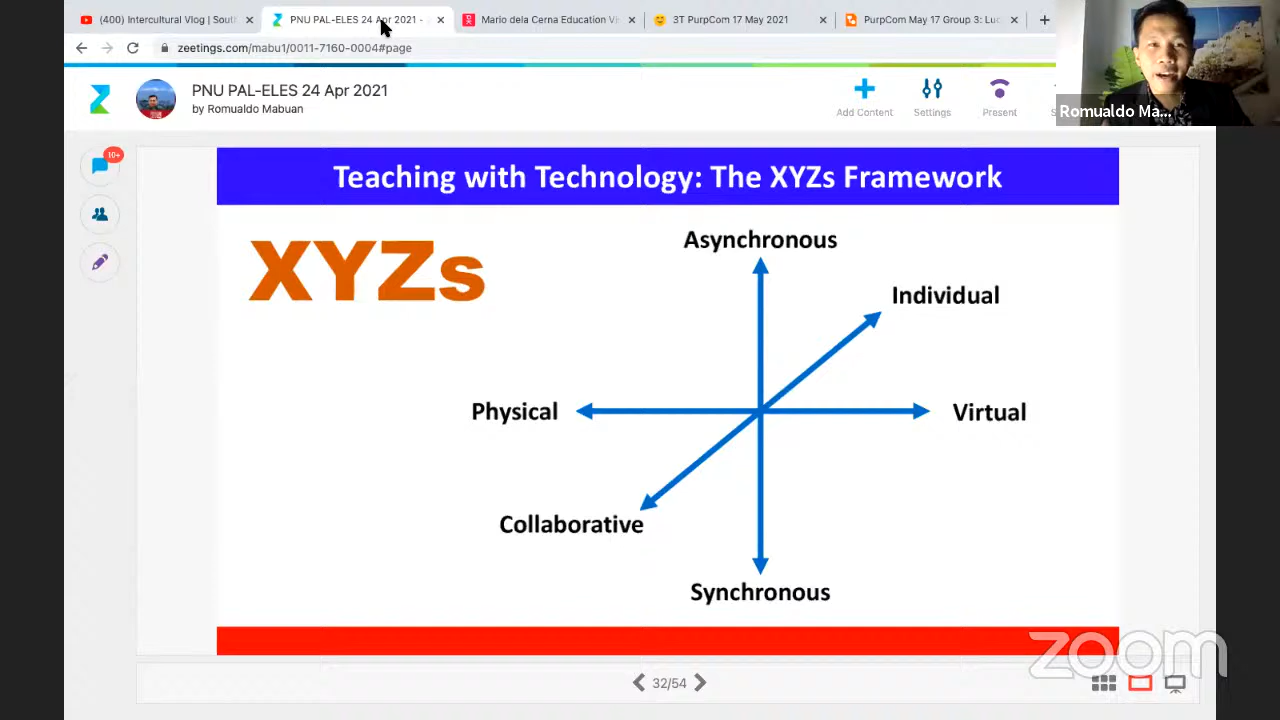 (400) Intercultural Vlog | Sout
PNU PAL-ELES 24 Apr 2021 -
Mario dela Cerna Education Vi
3T PurpCom 17 May 2021
PurpCom May 17 Group 3: Luc
zeetings.com/mabu1/0011-7160-0004#page
PNU PAL-ELES 24 Apr 2021
by Romualdo Mabuan
Add Content
Settings
Present
Romualdo Ma...
10+
Teaching with Technology: The XYZs Framework
XYZs
Asynchronous
Individual
Physical
Virtual
Collaborative
Synchronous
zoom
32/54